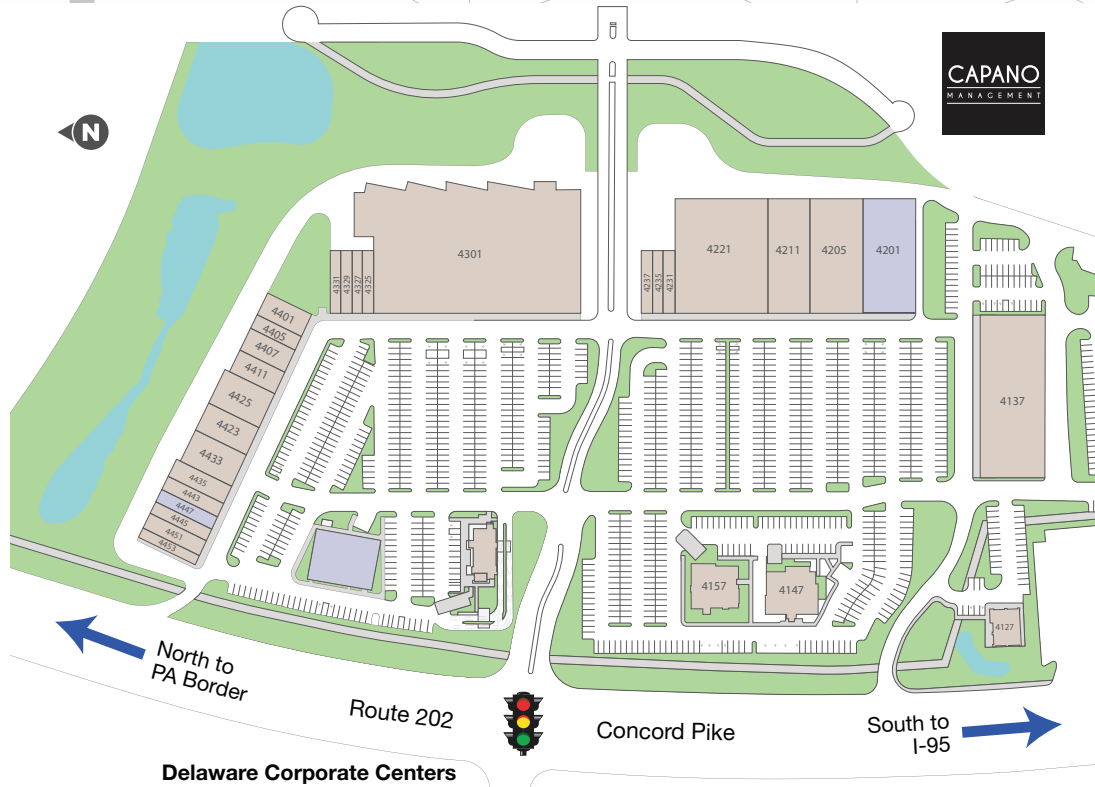 CAPANO
MANAGEMENT
N
4301
4331
4329
4327
4325
4237
4235
4231
4221
4211
4205
4201
4401
4405
4407
4411
4425
4423
4433
4435
4443
4447
4445
4451
4453
4137
4157
4147
4127
North to
PA Border
Route 202
Concord Pike
South to
I-95
Delaware Corporate Centers